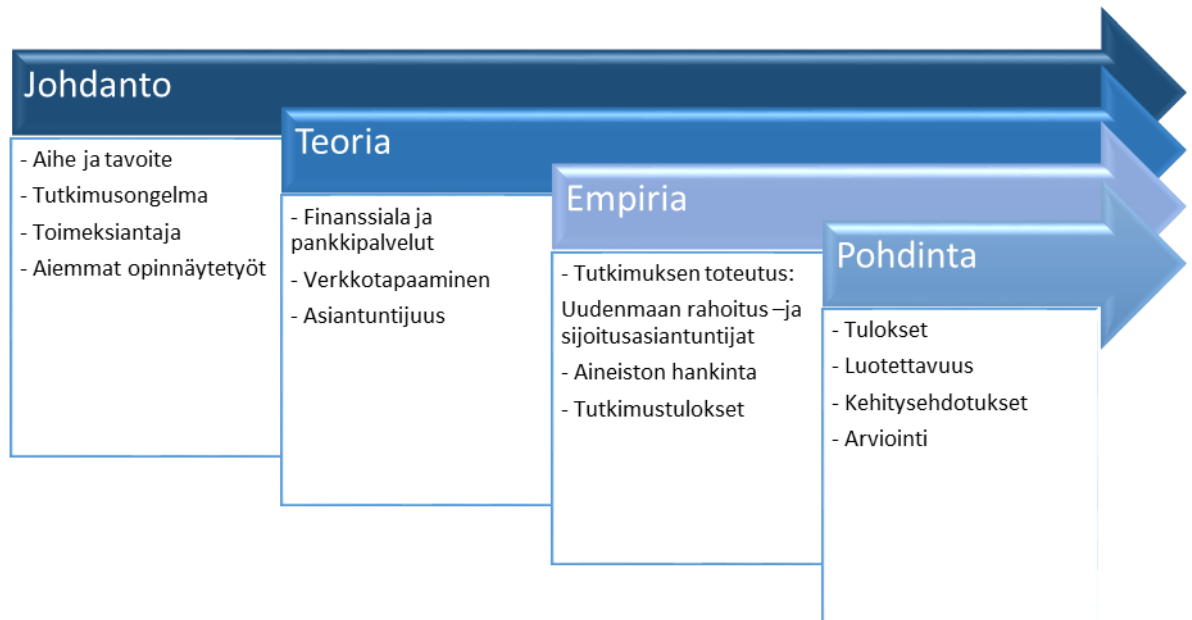 Johdanto
- Aihe ja tavoite
- Tutkimusongelma
- Toimeksiantaja
- Aiemmat opinnäytetyöt
Teoria
- Finanssiala ja
pankkipalvelut
- Verkkotapaaminen
- Asiantuntijuus
Empiria
- Tutkimuksen toteutus:
Uudenmaan rahoitus –ja
sijoitusasiantuntijat
- Aineiston hankinta
- Tutkimustulokset
Pohdinta
- Tulokset
- Luotettavuus
- Kehitysehdotukset
- Arviointi